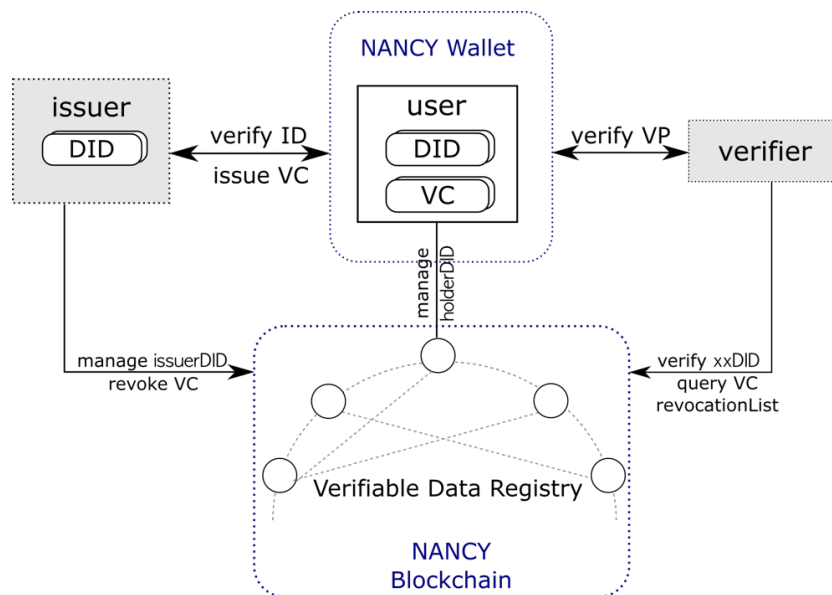 NANCY Wallet
issuer
DID
verify ID
issue VC
user
DID
VC
verify VP
verifier
manage
holderDID
manage issuerDID
revoke VC
verify xxDID
query VC
revocationList
Verifiable Data Registry
NANCY
Blockchain